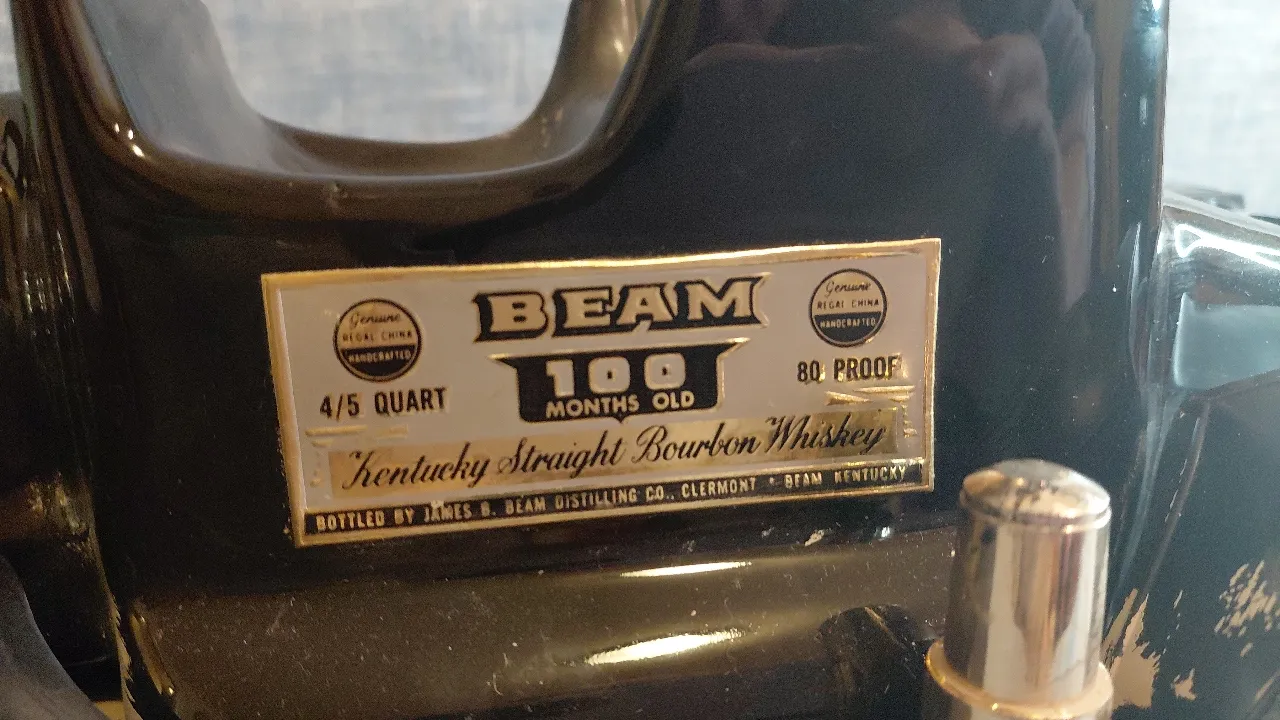 BEAM
Genuine
REGAL CHINA
HANDCRAFTED
Genuine
REGAL CHINA
HANDCRAFTED
100
MONTHS OLD
4/5 QUART
80 PROOF
Kentucky Straight Bourbon Whiskey
BOTTLED BY JAMES B. BEAM DISTILLING CO., CLERMONT • BEAM KENTUCKY